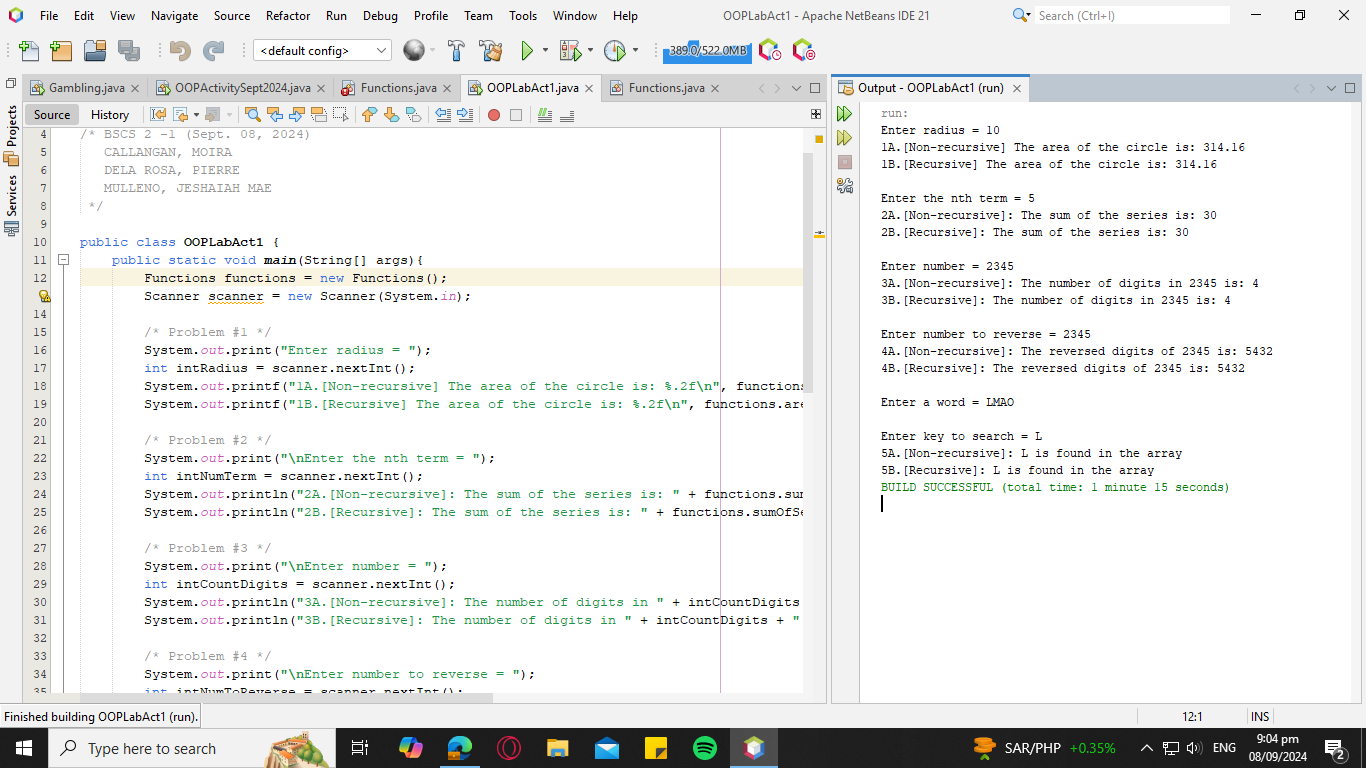 File Edit View Navigate Source Refactor Run Debug Profile Team Tools Window Help OOPLabAct1 - Apache NetBeans IDE 21 Search (Ctrl+I)
<default config> 389.0/522.0MB
Gambling.java OOPActivitySept2024.java Functions.java OOPLabAct1.java Functions.java
Source History
Projects
Services
4 /* BSCS 2 -1 (Sept. 08, 2024)
5 CALLANGAN, MOIRA
6 DELA ROSA, PIERRE
7 MULLENO, JESHAIAH MAE
8 */
9
10 public class OOPLabAct1 {
11 public static void main(String[] args){
12 Functions functions = new Functions();
Scanner scanner = new Scanner(System.in);
14
15 /* Problem #1 */
16 System.out.print("Enter radius = ");
17 int intRadius = scanner.nextInt();
18 System.out.printf("1A.[Non-recursive] The area of the circle is: %.2f\n", functions
19 System.out.printf("1B.[Recursive] The area of the circle is: %.2f\n", functions.are
20
21 /* Problem #2 */
22 System.out.print("\nEnter the nth term = ");
23 int intNumTerm = scanner.nextInt();
24 System.out.println("2A.[Non-recursive]: The sum of the series is: " + functions.sum
25 System.out.println("2B.[Recursive]: The sum of the series is: " + functions.sumOfSe
26
27 /* Problem #3 */
28 System.out.print("\nEnter number = ");
29 int intCountDigits = scanner.nextInt();
30 System.out.println("3A.[Non-recursive]: The number of digits in " + intCountDigits
31 System.out.println("3B.[Recursive]: The number of digits in " + intCountDigits + "
32
33 /* Problem #4 */
34 System.out.print("\nEnter number to reverse = ");
35 int intNumToReverse = scanner.nextInt();
Output - OOPLabAct1 (run)
run:
Enter radius = 10
1A.[Non-recursive] The area of the circle is: 314.16
1B.[Recursive] The area of the circle is: 314.16
Enter the nth term = 5
2A.[Non-recursive]: The sum of the series is: 30
2B.[Recursive]: The sum of the series is: 30
Enter number = 2345
3A.[Non-recursive]: The number of digits in 2345 is: 4
3B.[Recursive]: The number of digits in 2345 is: 4
Enter number to reverse = 2345
4A.[Non-recursive]: The reversed digits of 2345 is: 5432
4B.[Recursive]: The reversed digits of 2345 is: 5432
Enter a word = LMAO
Enter key to search = L
5A.[Non-recursive]: L is found in the array
5B.[Recursive]: L is found in the array
BUILD SUCCESSFUL (total time: 1 minute 15 seconds)
Finished building OOPLabAct1 (run). 12:1 INS
Type here to search SAR/PHP +0.35% ENG 9:04 pm
08/09/2024 2